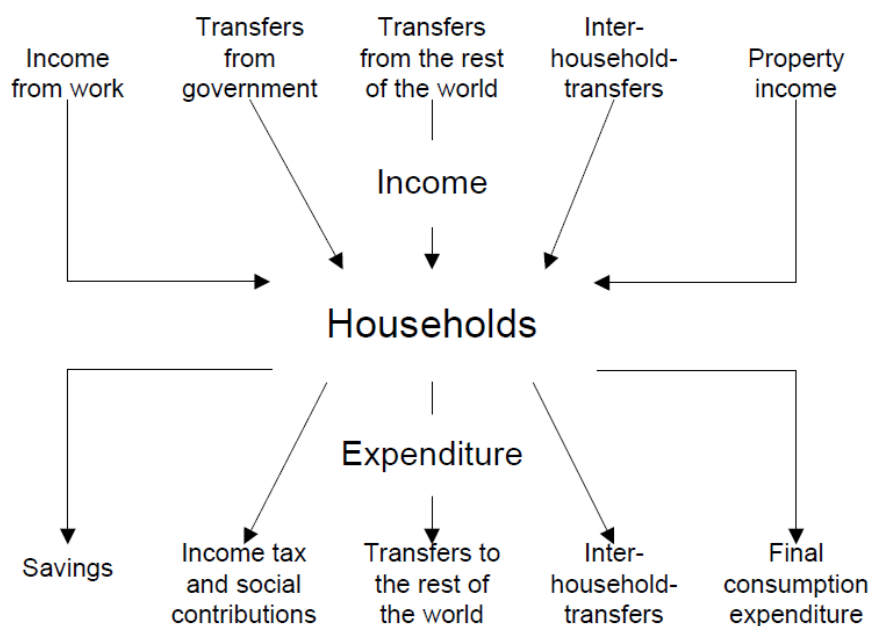 Income
from work
Transfers
from
government
Transfers
from the rest
of the world
Inter-
household-
transfers
Property
income
Income
Households
Expenditure
Savings
Income tax
and social
contributions
Transfers to
the rest of
the world
Inter-
household-
transfers
Final
consumption
expenditure